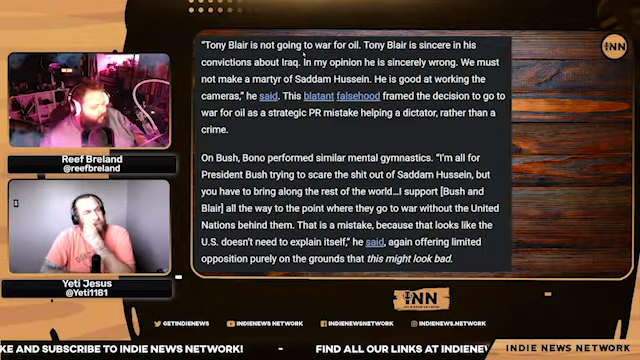 INN
"Tony Blair is not going to war for oil. Tony Blair is sincere in his
convictions about Iraq. In my opinion he is sincerely wrong. We must
not make a martyr of Saddam Hussein. He is good at working the
cameras," he said. This blatant falsehood framed the decision to go to
war for oil as a strategic PR mistake helping a dictator, rather than a
crime.
On Bush, Bono performed similar mental gymnastics. "I'm all for
President Bush trying to scare the shit out of Saddam Hussein, but
you have to bring along the rest of the world...I support [Bush and
Blair] all the way to the point where they go to war without the United
Nations behind them. That is a mistake, because that looks like the
U.S. doesn't need to explain itself," he said, again offering limited
opposition purely on the grounds that this might look bad.
Reef Breland
@reefbreland
Yeti Jesus
@Yeti1181
INN
INDIE NEWS NETWORK
GETINDIENEWS
INDIENEWS NETWORK
INDIENEWSNETWORK
INDIENEWS.NETWORK
KE AND SUBSCRIBE TO INDIE NEWS NETWORK! - FIND ALL OUR LINKS AT INDIENEW
INDIE NEWS NETWORK